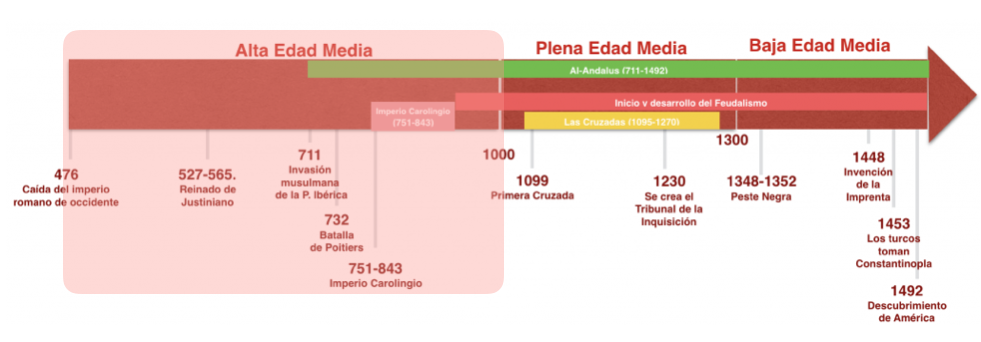 Alta Edad Media
Plena Edad Media
Baja Edad Media
Al-Andalus (711-1492)
Inicio y desarrollo del Feudalismo
Imperio Carolingio
(751-843)
Las Cruzadas (1095-1270)
1000
1300
476
Caída del imperio
romano de occidente
527-565.
Reinado de
Justiniano
711
Invasión
musulmana
de la P. Ibérica
732
Batalla
de Poitiers
751-843
Imperio Carolingio
1099
Primera Cruzada
1230
Se crea el
Tribunal de la
Inquisición
1348-1352
Peste Negra
1448
Invención
de la
Imprenta
1453
Los turcos
toman
Constantinopla
1492
Descubrimiento
de América